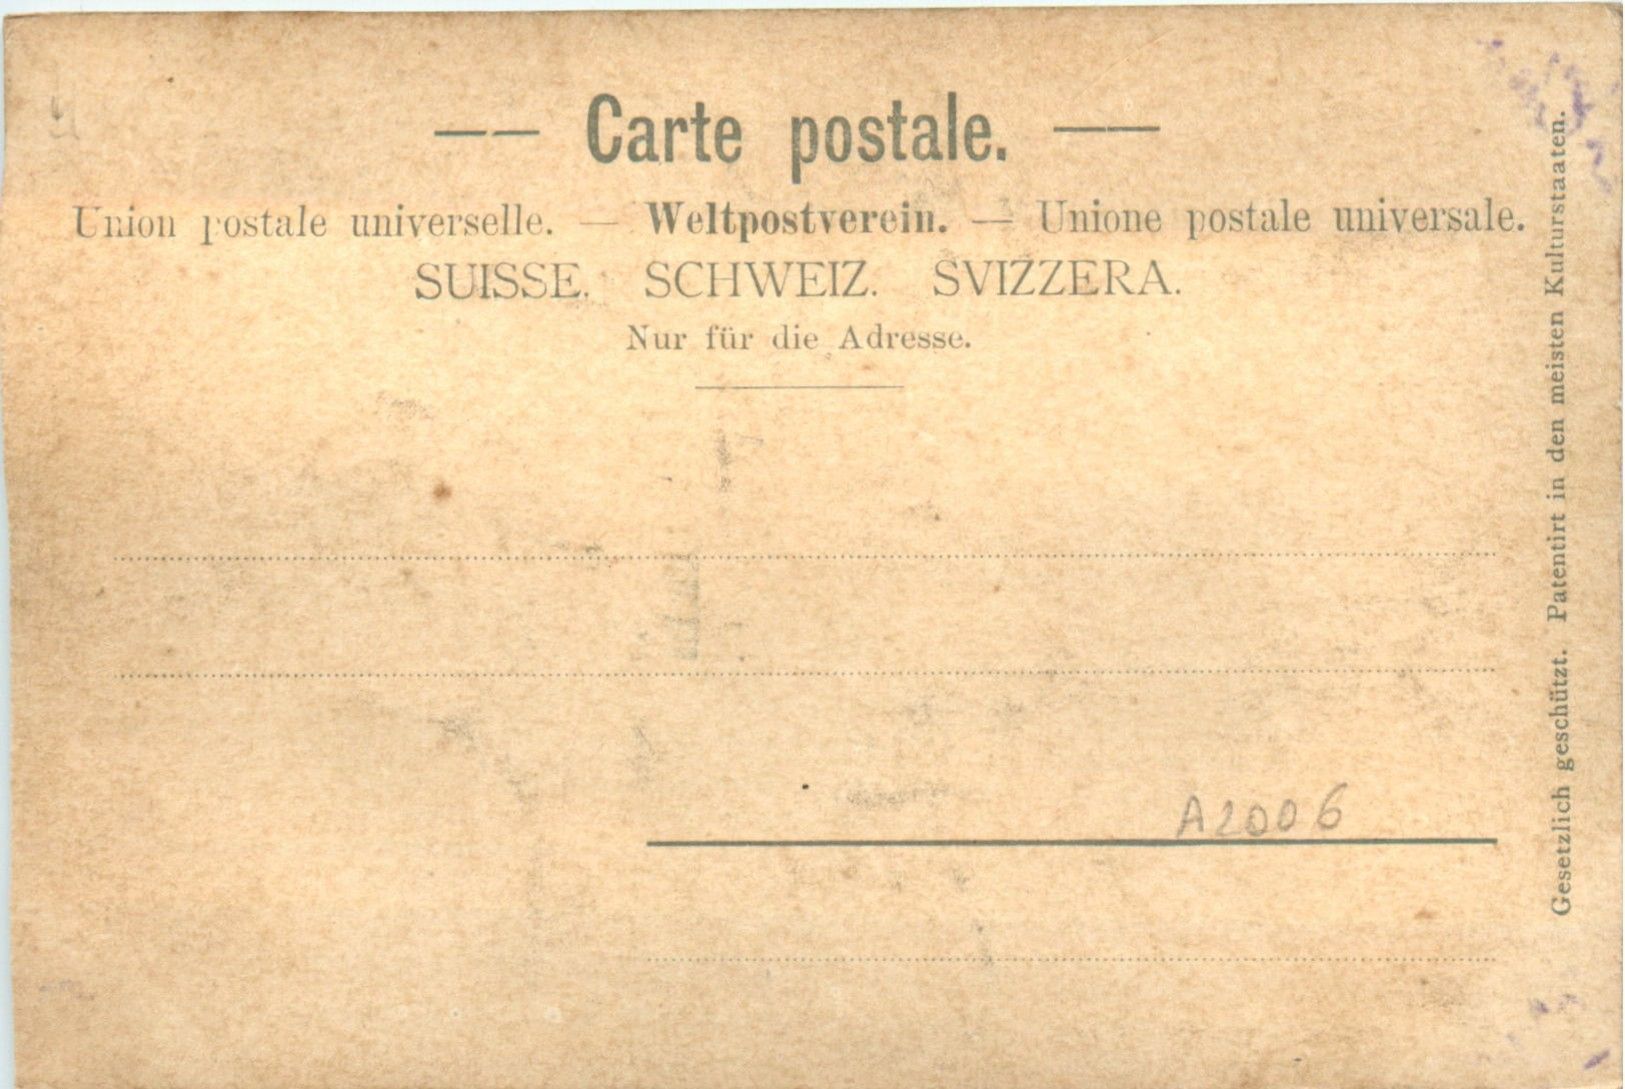 Carte postale.
Union postale universelle. — Weltpostverein. — Unione postale universale.
SUISSE. SCHWEIZ. SVIZZERA.
Nur für die Adresse.
A2006
Gesetzlich geschützt. Patentirt in den meisten Kulturstaaten.